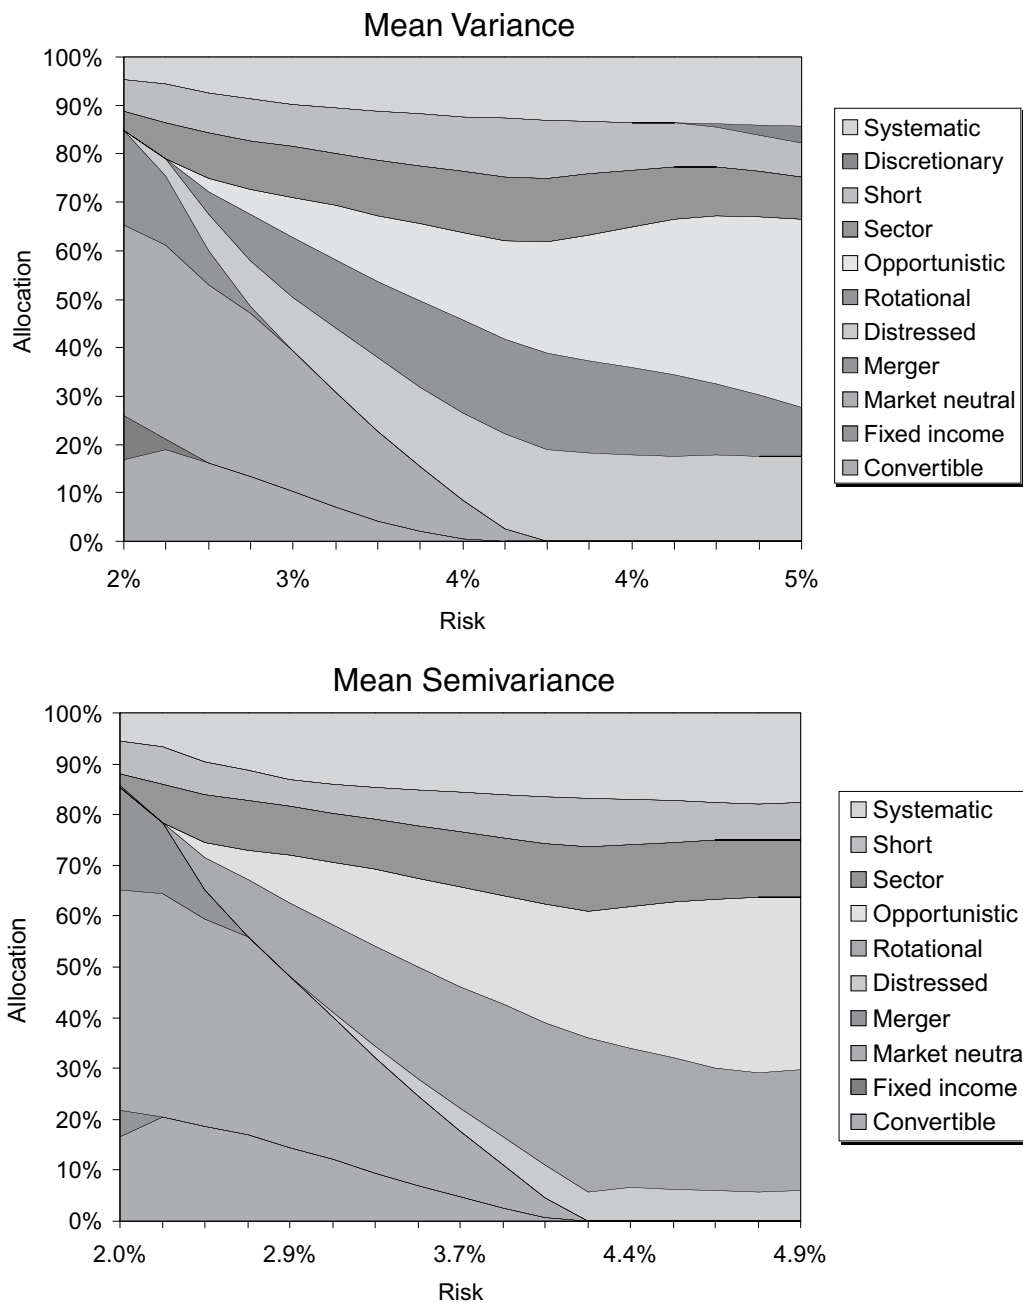 Mean Variance
100%
90%
80%
70%
60%
50%
40%
30%
20%
10%
0%
Allocation
2%
3%
4%
4%
5%
Risk
Systematic
Discretionary
Short
Sector
Opportunistic
Rotational
Distressed
Merger
Market neutral
Fixed income
Convertible
Mean Semivariance
100%
90%
80%
70%
60%
50%
40%
30%
20%
10%
0%
Allocation
2.0%
2.9%
3.7%
4.4%
4.9%
Risk
Systematic
Short
Sector
Opportunistic
Rotational
Distressed
Merger
Market neutra
Fixed income
Convertible